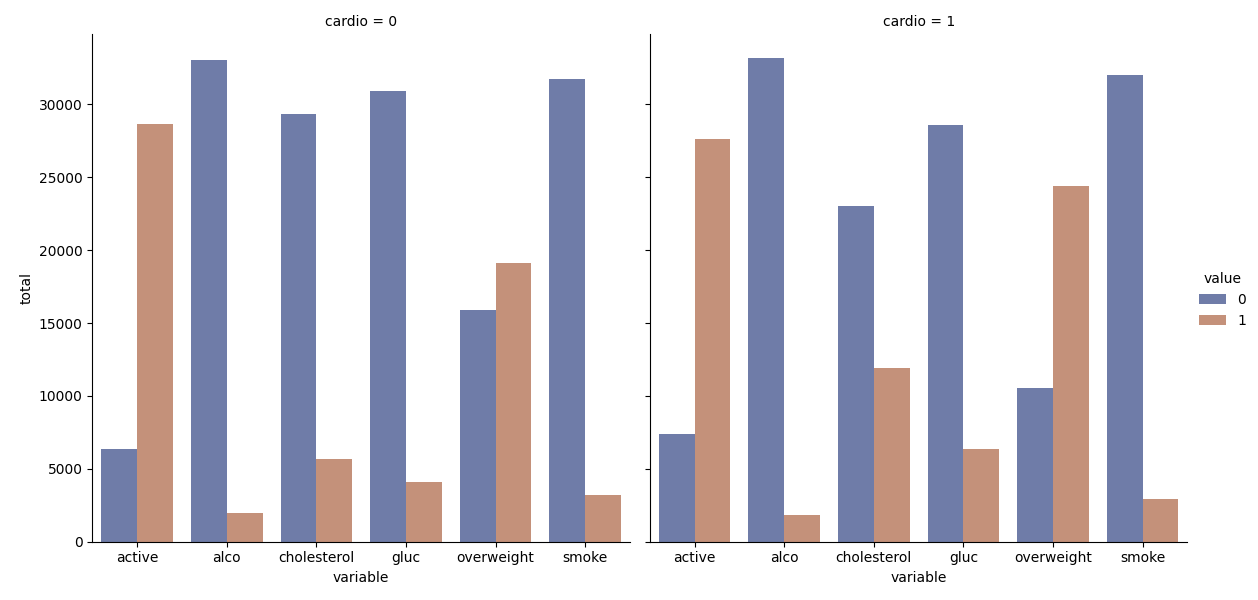 cardio = 0
cardio = 1
total
30000
25000
20000
15000
10000
5000
0
active alco cholesterol gluc overweight smoke
variable
active alco cholesterol gluc overweight smoke
variable
value
0
1